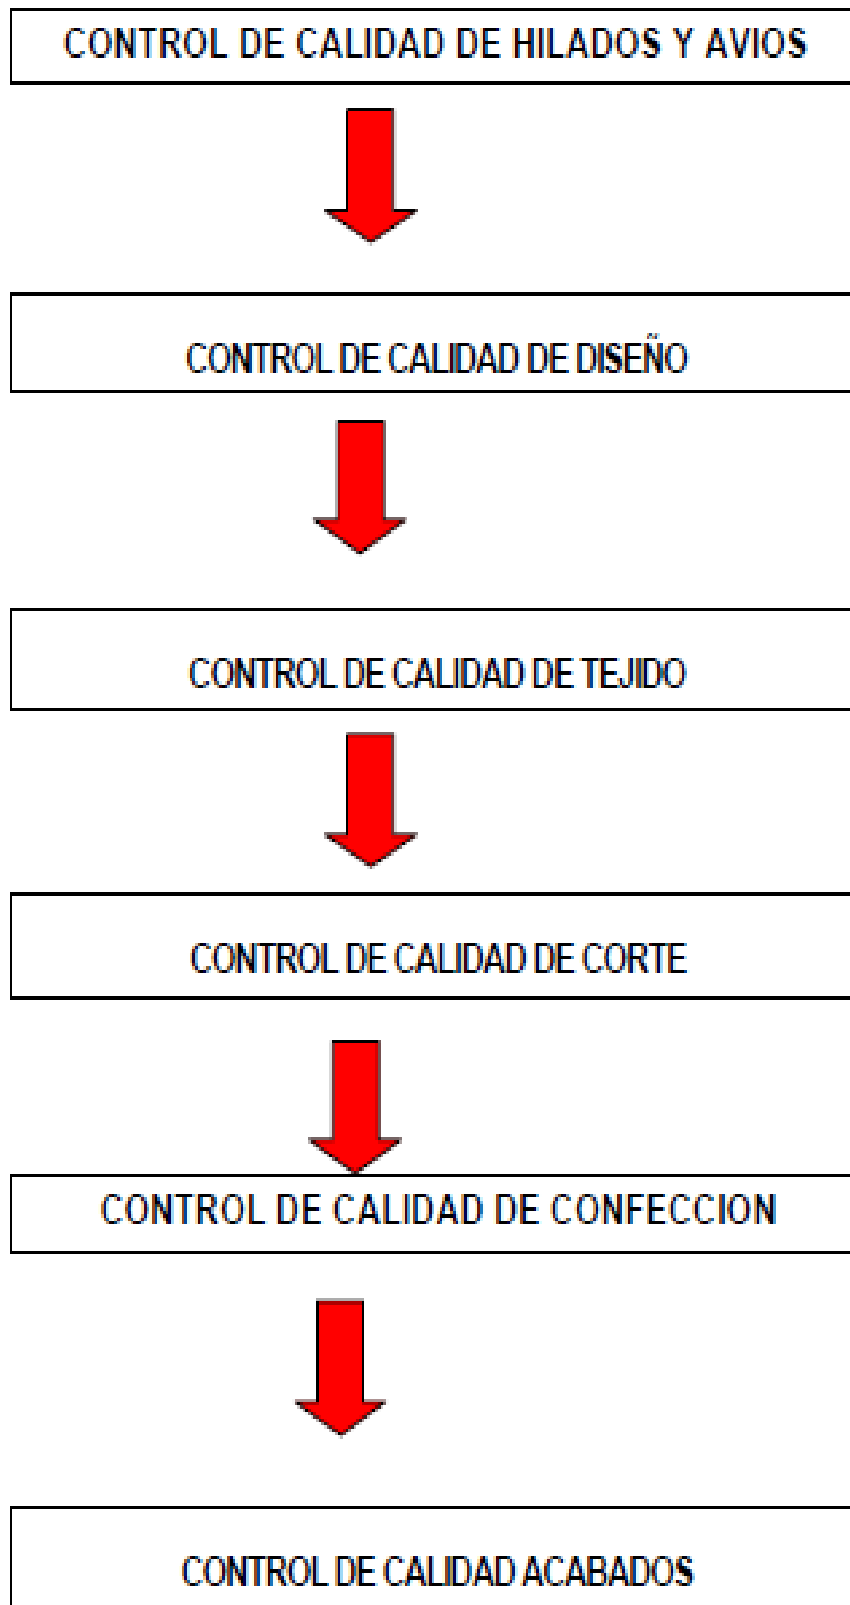 CONTROL DE CALIDAD DE HILADOS Y AVIOS
CONTROL DE CALIDAD DE DISEÑO
CONTROL DE CALIDAD DE TEJIDO
CONTROL DE CALIDAD DE CORTE
CONTROL DE CALIDAD DE CONFECCION
CONTROL DE CALIDAD ACABADOS